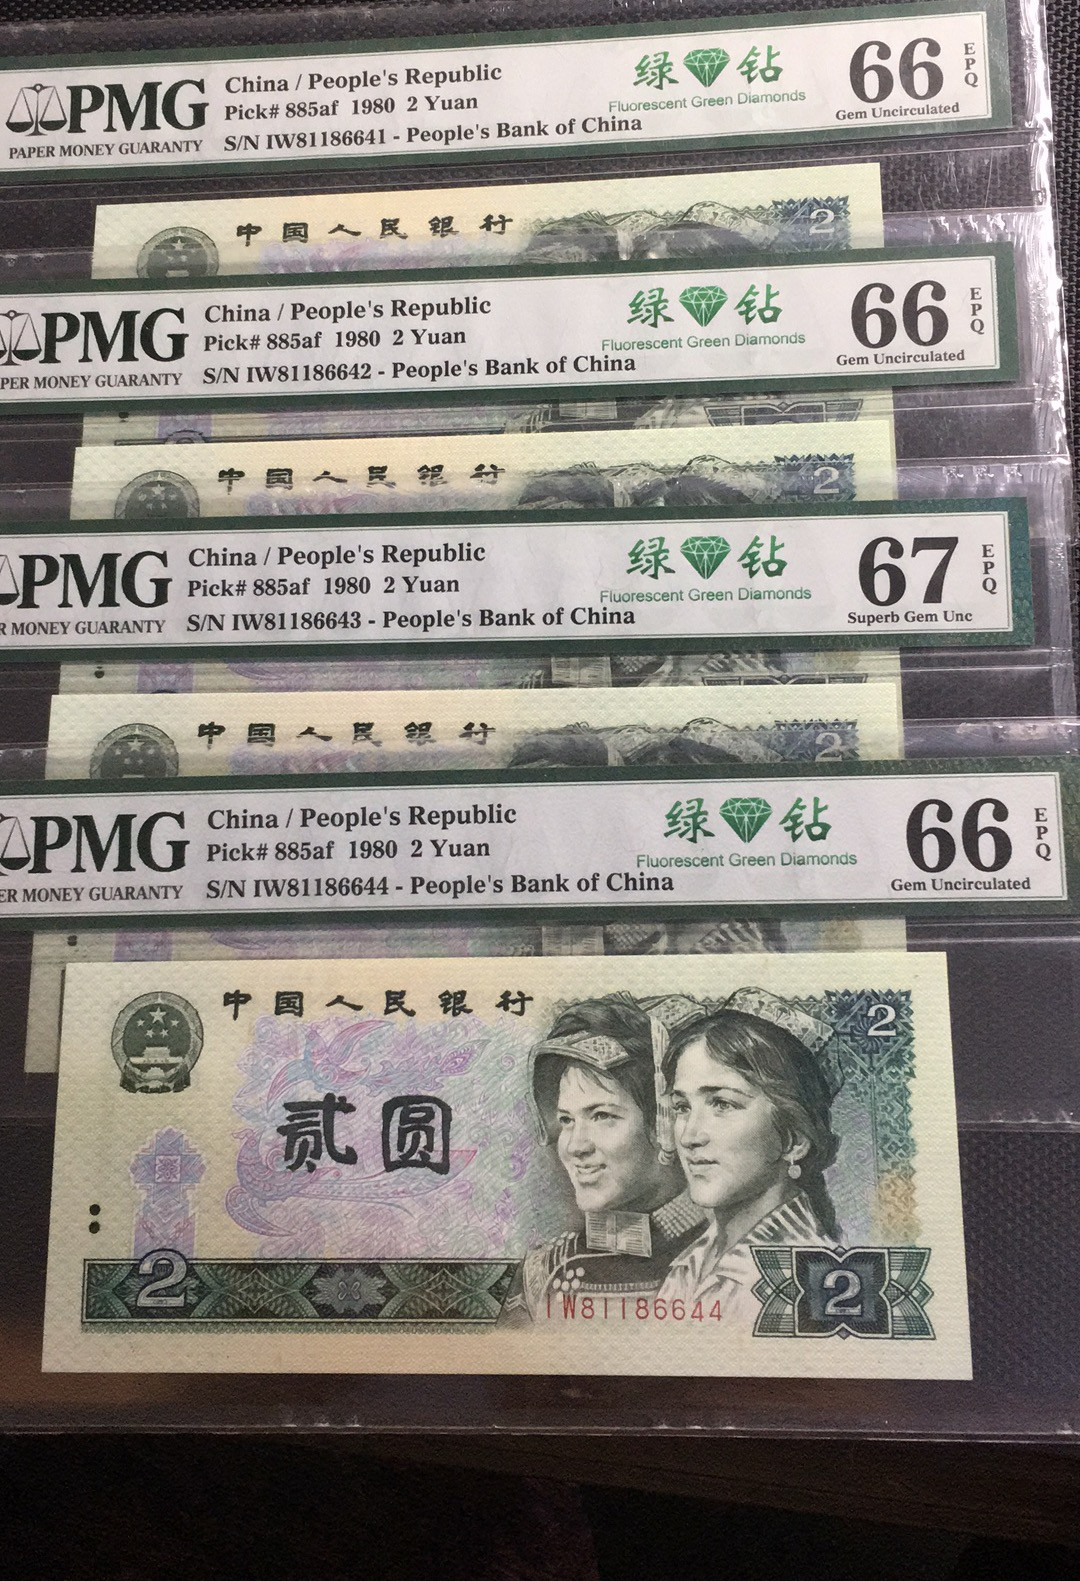 PMG
PAPER MONEY GUARANTY
China / People's Republic
Pick# 885af 1980 2 Yuan
S/N IW81186641 - People's Bank of China
绿 钻
Fluorescent Green Diamonds
66
EPQ
Gem Uncirculated
中国人民银行
2
PMG
PER MONEY GUARANTY
China / People's Republic
Pick# 885af 1980 2 Yuan
S/N IW81186642 - People's Bank of China
绿 钻
Fluorescent Green Diamonds
66
EPQ
Gem Uncirculated
中国人民银行
2
PMG
R MONEY GUARANTY
China / People's Republic
Pick# 885af 1980 2 Yuan
S/N IW81186643 - People's Bank of China
绿 钻
Fluorescent Green Diamonds
67
EPQ
Superb Gem Unc
中国人民银行
2
PMG
ER MONEY GUARANTY
China / People's Republic
Pick# 885af 1980 2 Yuan
S/N IW81186644 - People's Bank of China
绿 钻
Fluorescent Green Diamonds
66
EPQ
Gem Uncirculated
中国人民银行
2
贰圆
2
IW81186644
2